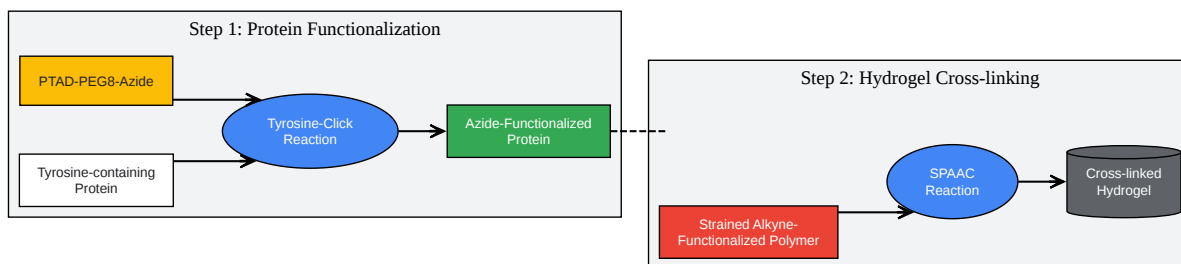 Step 1: Protein Functionalization
PTAD-PEG8-Azide
Tyrosine-Click
Reaction
Azide-Functionalized
Protein
Tyrosine-containing
Protein
Step 2: Hydrogel Cross-linking
SPAAC
Reaction
Cross-linked
Hydrogel
Strained Alkyne-
Functionalized Polymer